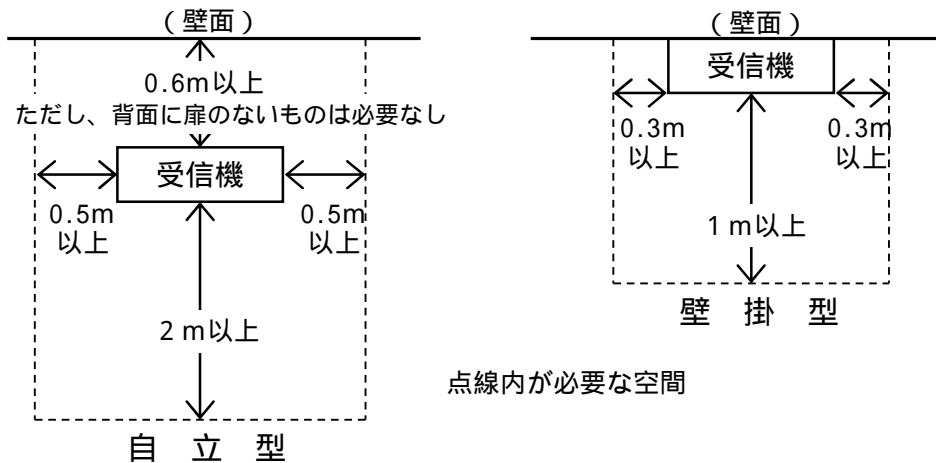 (壁面)
0.6m以上
ただし、背面に扉のないものは必要なし
受信機
0.5m
以上
0.5m
以上
2m以上
自立型
(壁面)
受信機
0.3m
以上
0.3m
以上
1m以上
壁掛型
点線内が必要な空間